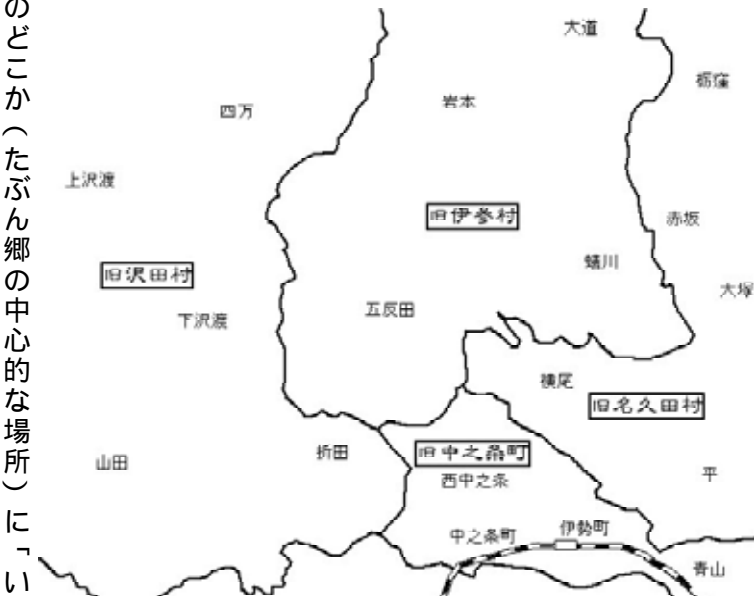 のどこか（たぶん郷の中心的な場所）に「い
大道
栃窪
岩本
四万
上沢渡
旧伊参村
赤坂
蟻川
旧沢田村
大塚
五反田
下沢渡
横尾
旧名久田村
折田
旧中之条町
山田
平
西中之条
伊勢町
中之条町
青山